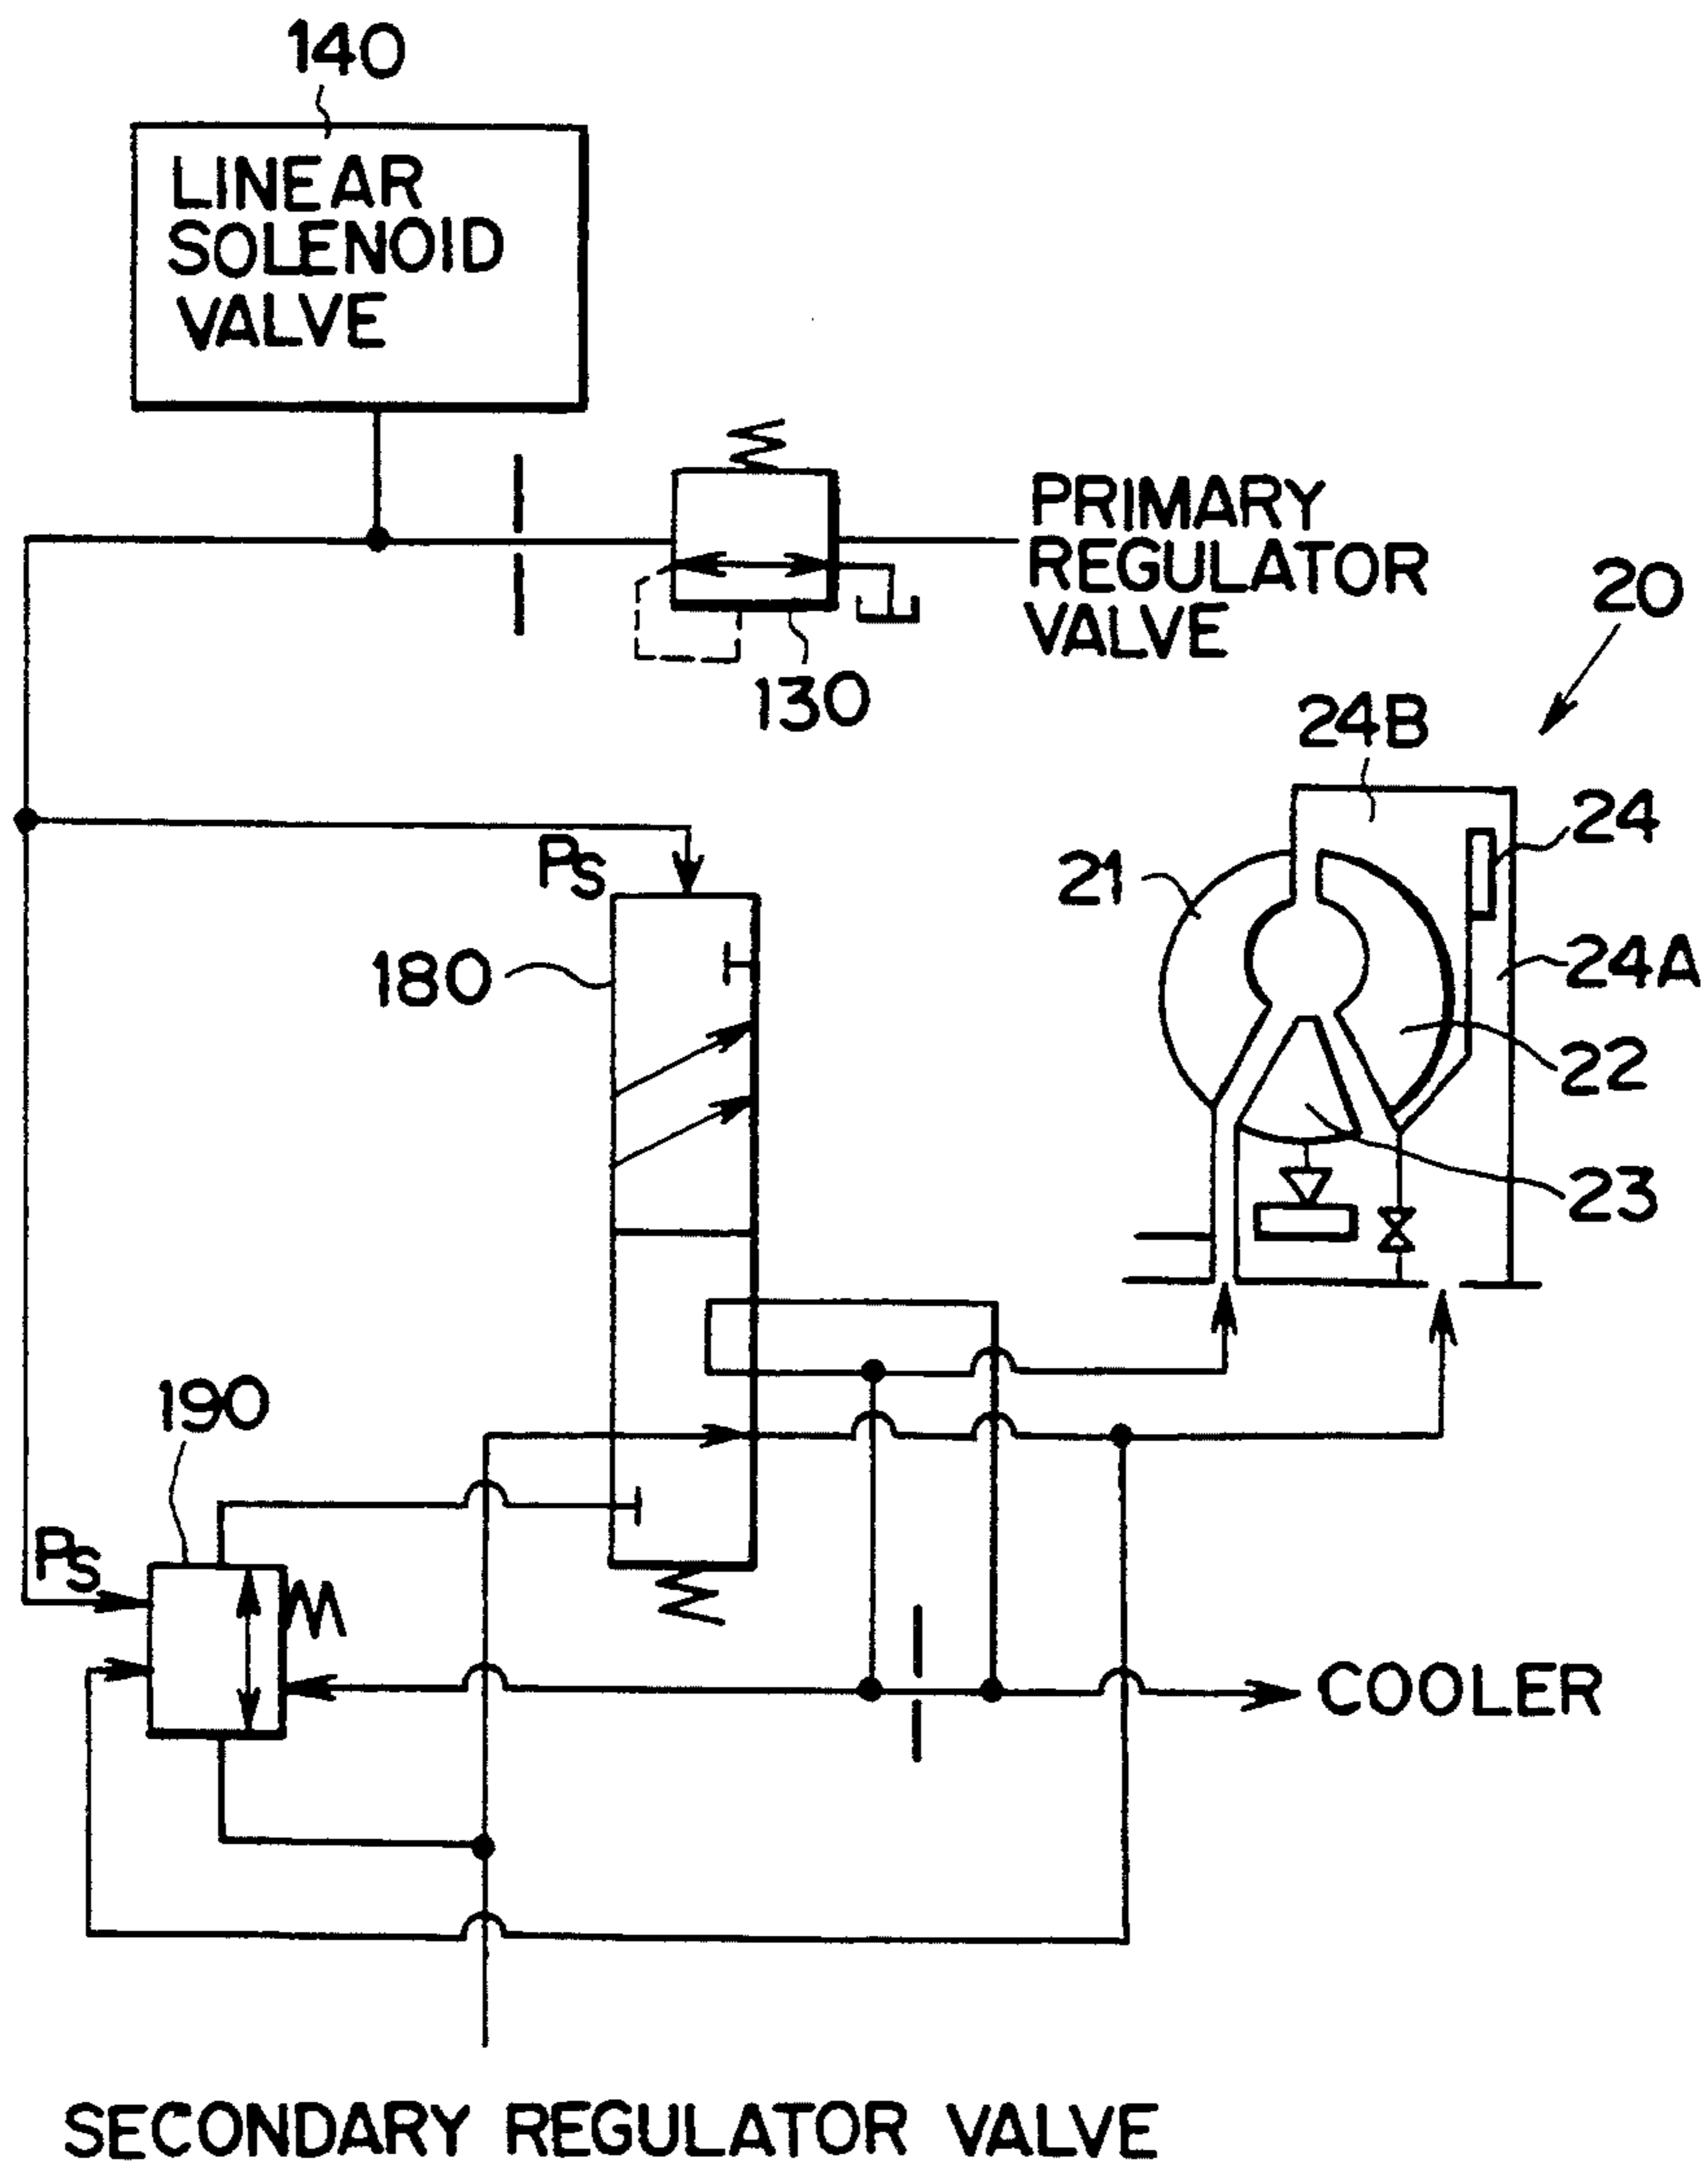 140
LINEAR
SOLENOID
VALVE
PRIMARY
REGULATOR
VALVE
130
20
24B
24
21
24A
Ps
180
22
23
190
Ps
COOLER
SECONDARY REGULATOR VALVE